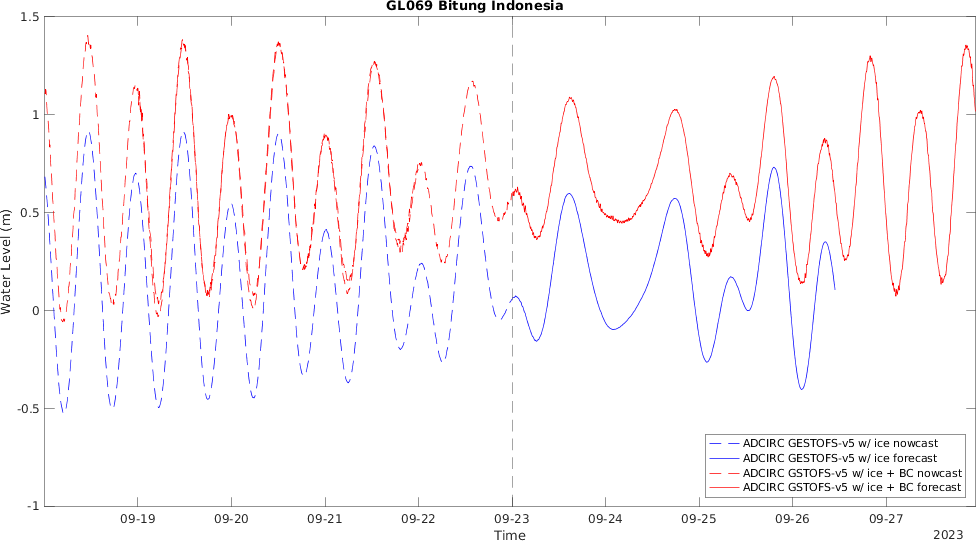 GL069 Bitung Indonesia
1.5
1
0.5
0
-0.5
-1
Water Level (m)
09-19 09-20 09-21 09-22 09-23 09-24 09-25 09-26 09-27
Time
2023
ADCIRC GESTOFS-v5 w/ ice nowcast
ADCIRC GESTOFS-v5 w/ ice forecast
ADCIRC GSTOFS-v5 w/ ice + BC nowcast
ADCIRC GSTOFS-v5 w/ ice + BC forecast